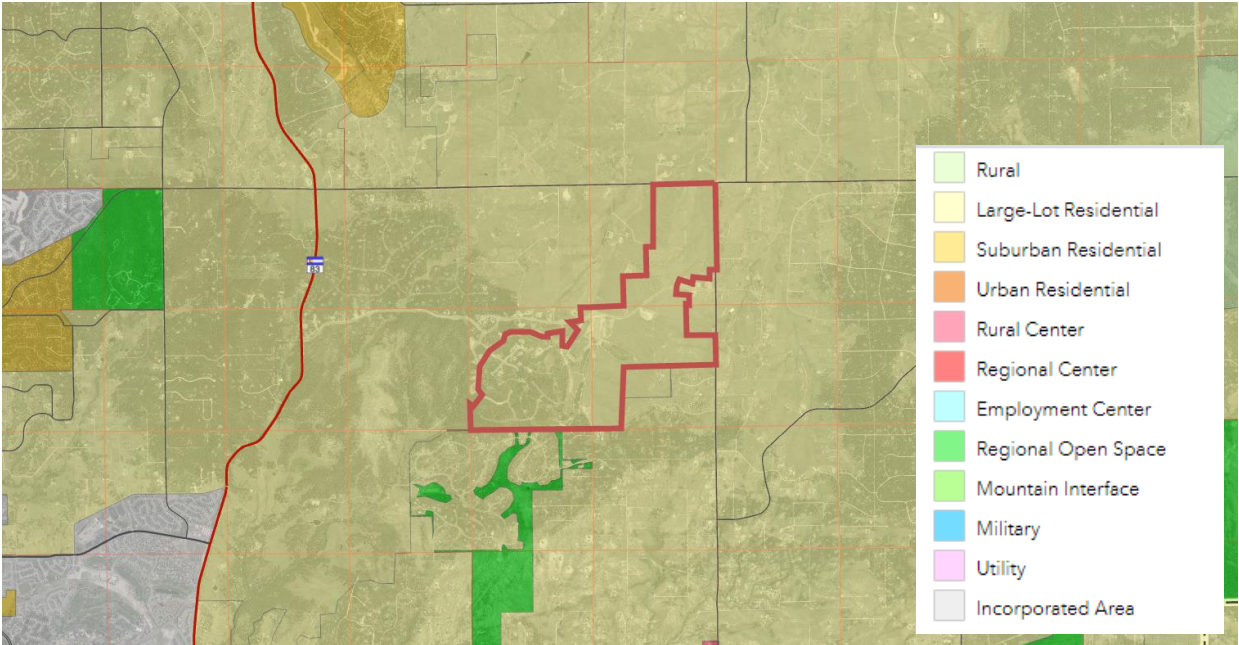 83
Rural
Large-Lot Residential
Suburban Residential
Urban Residential
Rural Center
Regional Center
Employment Center
Regional Open Space
Mountain Interface
Military
Utility
Incorporated Area